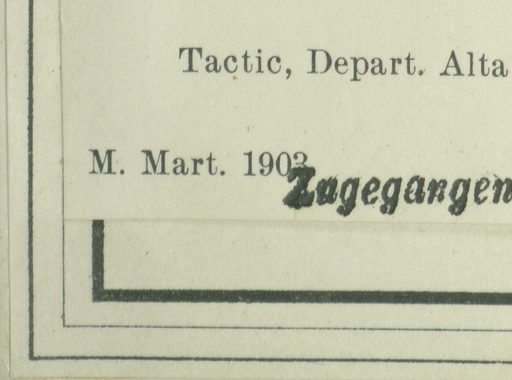 Tactic, Depart. Alta
M. Mart. 1903
Zugegangen